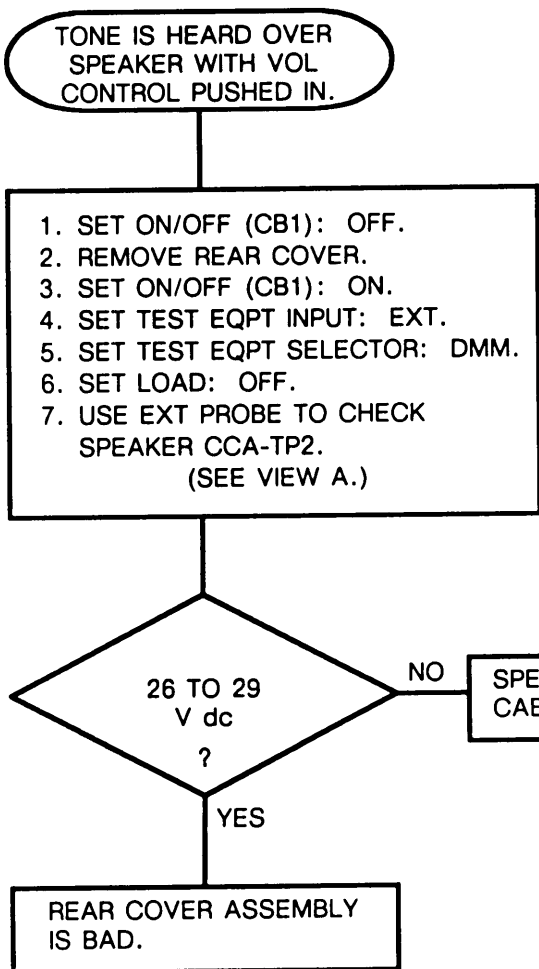 TONE IS HEARD OVER
SPEAKER WITH VOL
CONTROL PUSHED IN.
1. SET ON/OFF (CB1): OFF.
2. REMOVE REAR COVER.
3. SET ON/OFF (CB1): ON.
4. SET TEST EQPT INPUT: EXT.
5. SET TEST EQPT SELECTOR: DMM.
6. SET LOAD: OFF.
7. USE EXT PROBE TO CHECK
SPEAKER CCA-TP2.
(SEE VIEW A.)
26 TO 29
V dc
?
NO
YES
REAR COVER ASSEMBLY
IS BAD.